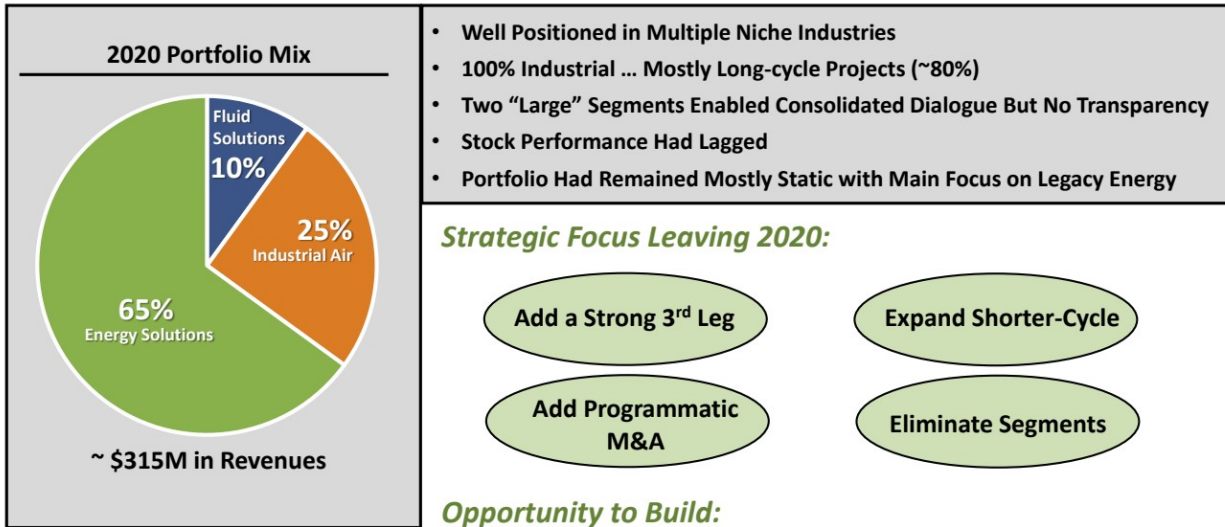 2020 Portfolio Mix
Fluid
Solutions
10%
25%
Industrial Air
65%
Energy Solutions
~ $315M in Revenues
• Well Positioned in Multiple Niche Industries
• 100% Industrial … Mostly Long-cycle Projects (~80%)
• Two “Large” Segments Enabled Consolidated Dialogue But No Transparency
• Stock Performance Had Lagged
• Portfolio Had Remained Mostly Static with Main Focus on Legacy Energy
Strategic Focus Leaving 2020:
Add a Strong 3rd Leg
Expand Shorter-Cycle
Add Programmatic
M&A
Eliminate Segments
Opportunity to Build: